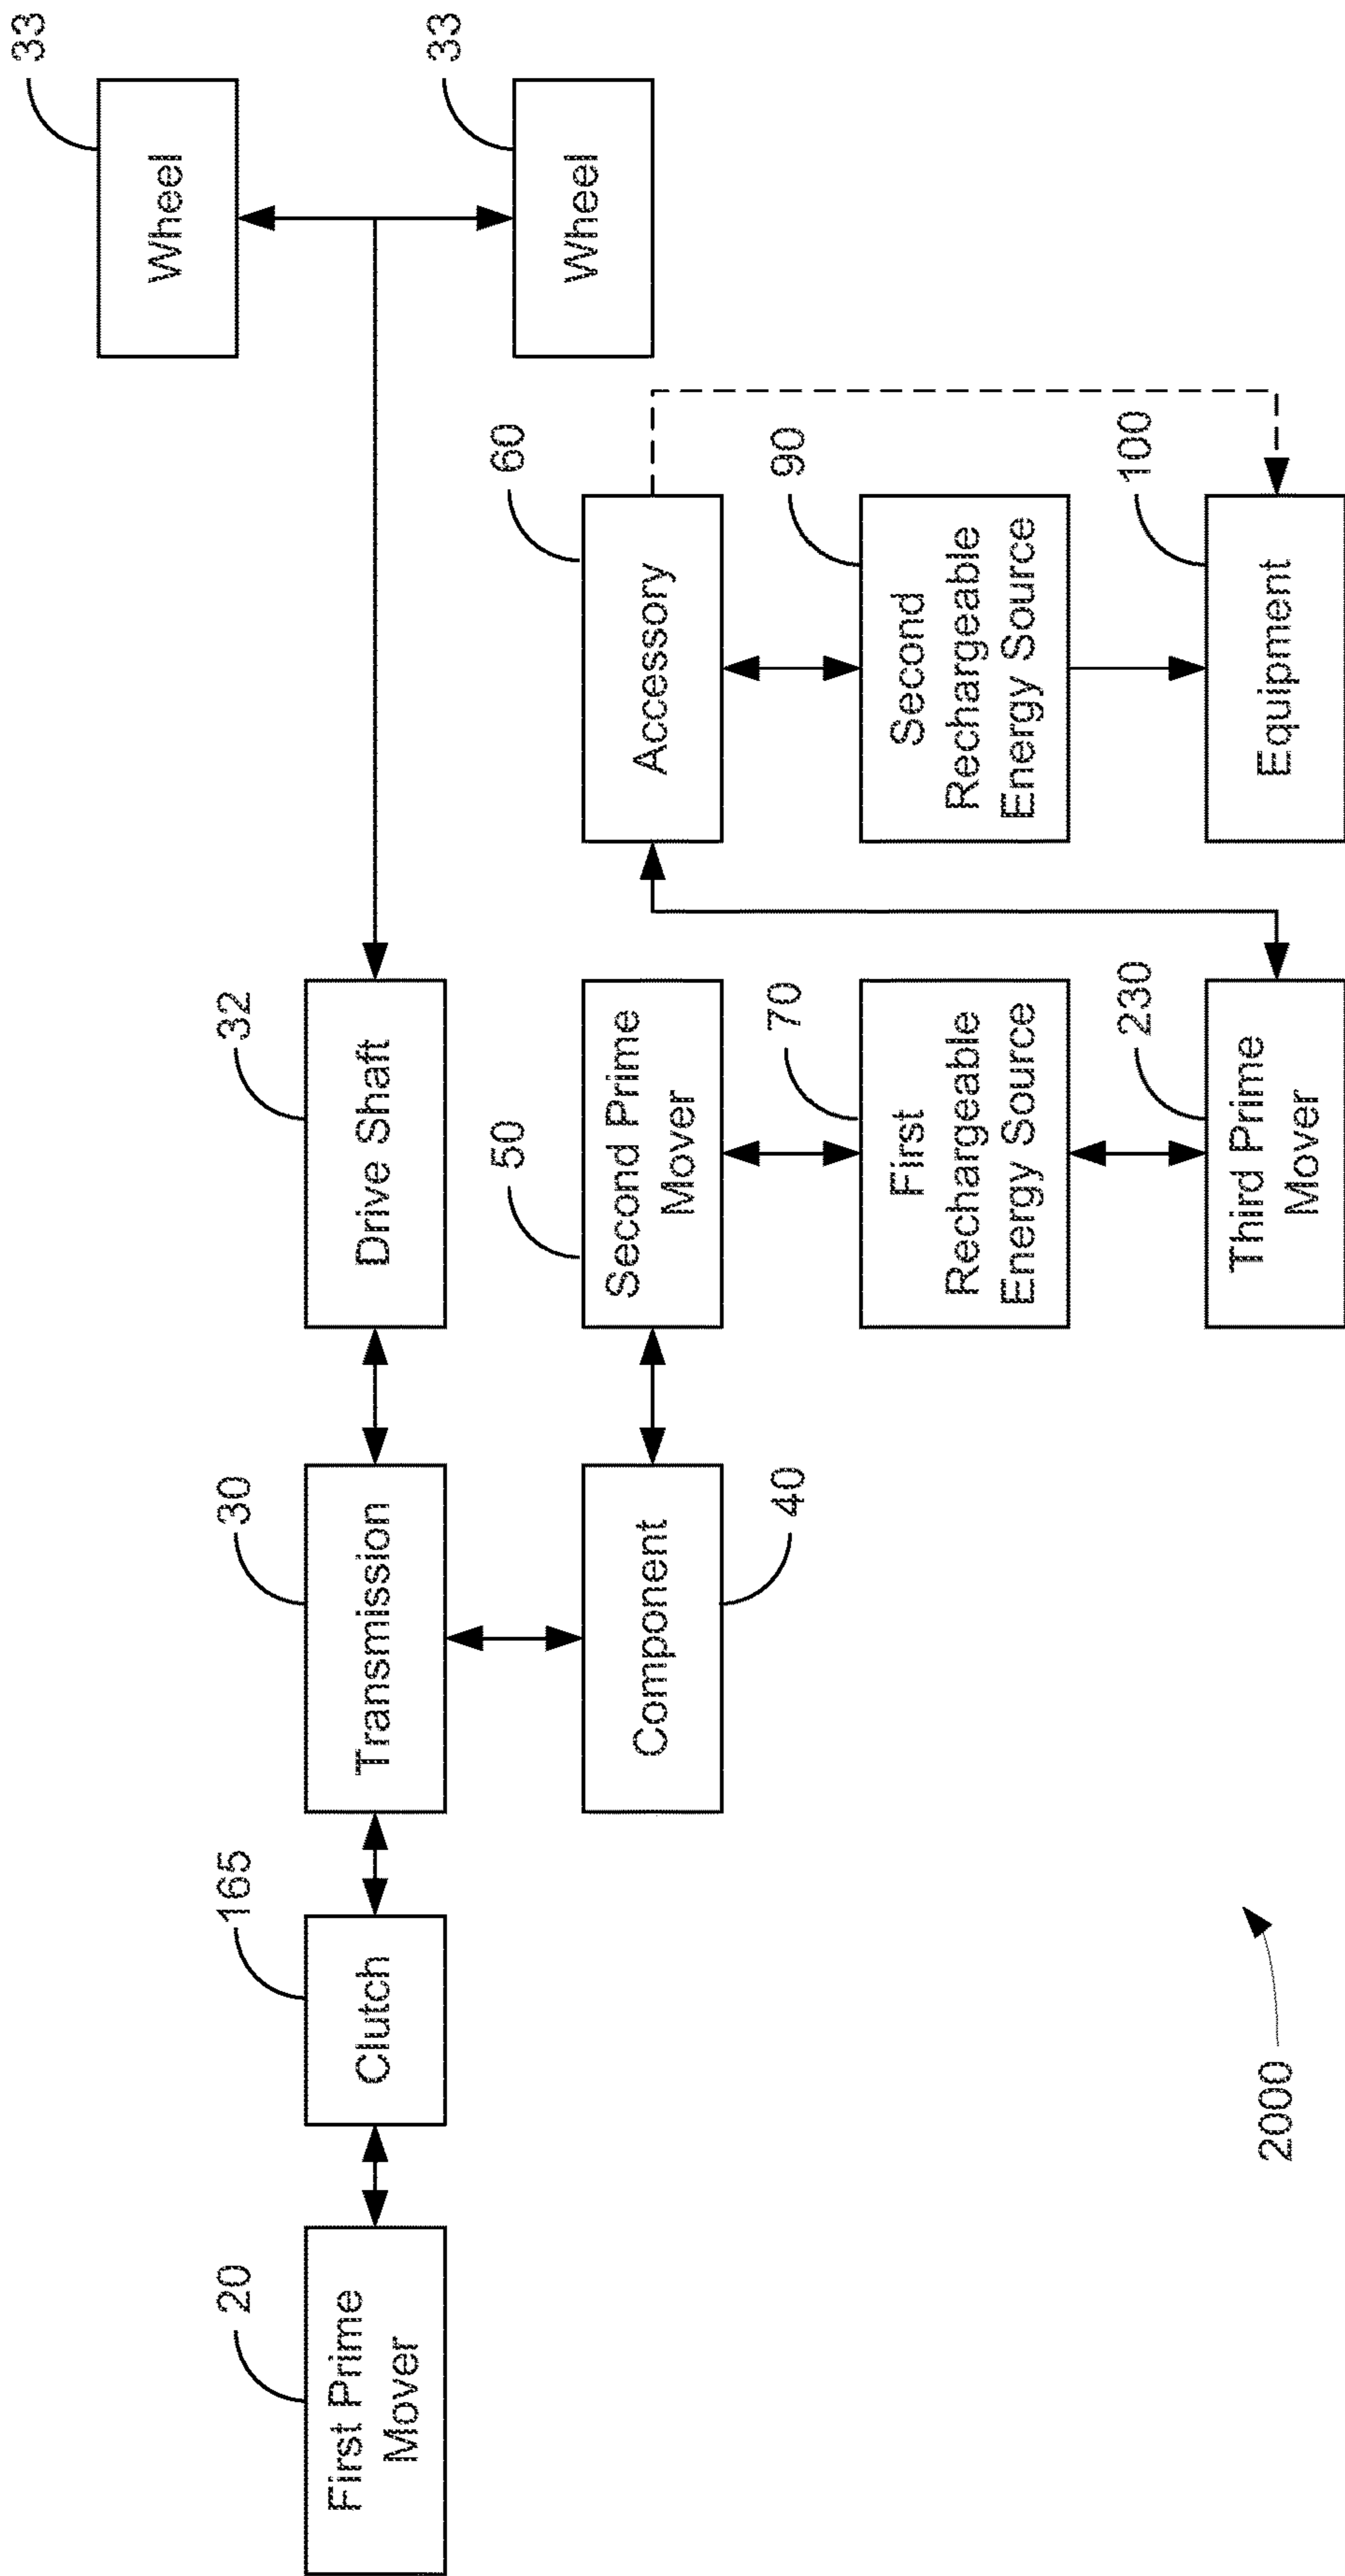 33
Wheel
33
Wheel
20
First Prime
Mover
165
Clutch
30
Transmission
32
Drive Shaft
Component
40
50
Second Prime
Mover
60
Accessory
70
First
Rechargeable
Energy Source
90
Second
Rechargeable
Energy Source
230
Third Prime
Mover
100
Equipment
2000